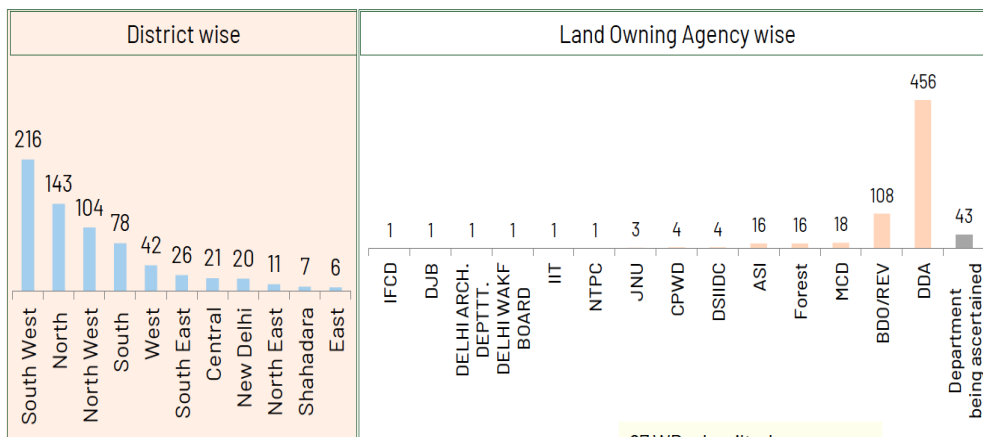 District wise
216
143
104
78
42
26
21
20
11
7
6
South West
North
North West
South
West
South East
Central
New Delhi
North East
Shahadara
East
Land Owning Agency wise
1
1
1
1
1
1
3
4
4
16
16
18
108
456
43
IFCD
DJB
DELHI ARCH.
DEPTTT.
DELHI WAKF
BOARD
IIT
NTPC
JNU
CPWD
DSIIDC
ASI
Forest
MCD
BDO/REV
DDA
Department
being ascertained